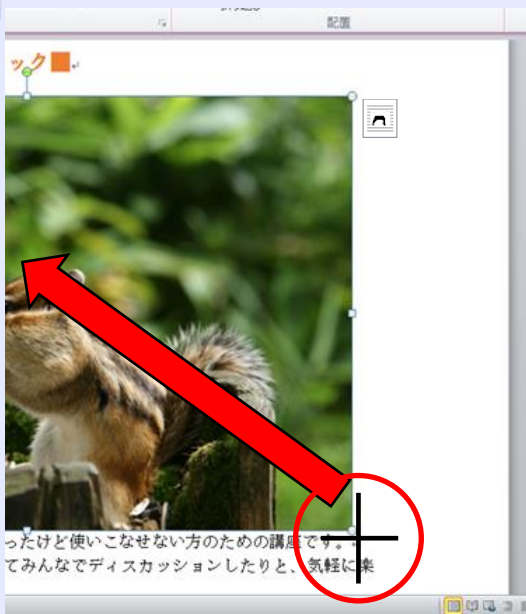 配置
ック■
ったけど使いこなせない方のための講座です。
てみんなでディスカッションしたりと、気軽に楽